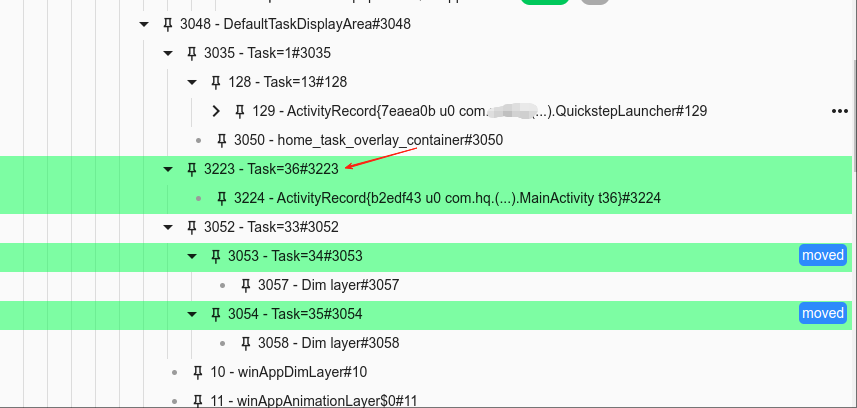 3048 - DefaultTaskDisplayArea#3048
3035 - Task=1#3035
128 - Task=13#128
129 - ActivityRecord{7eaea0b u0 com. (...).QuickstepLauncher#129
3050 - home_task_overlay_container#3050
3223 - Task=36#3223
3224 - ActivityRecord{b2edf43 u0 com.hq.(...).MainActivity t36}#3224
3052 - Task=33#3052
3053 - Task=34#3053 moved
3057 - Dim layer#3057
3054 - Task=35#3054 moved
3058 - Dim layer#3058
10 - winAppDimLayer#10
11 - winAppAnimationLayer$0#11